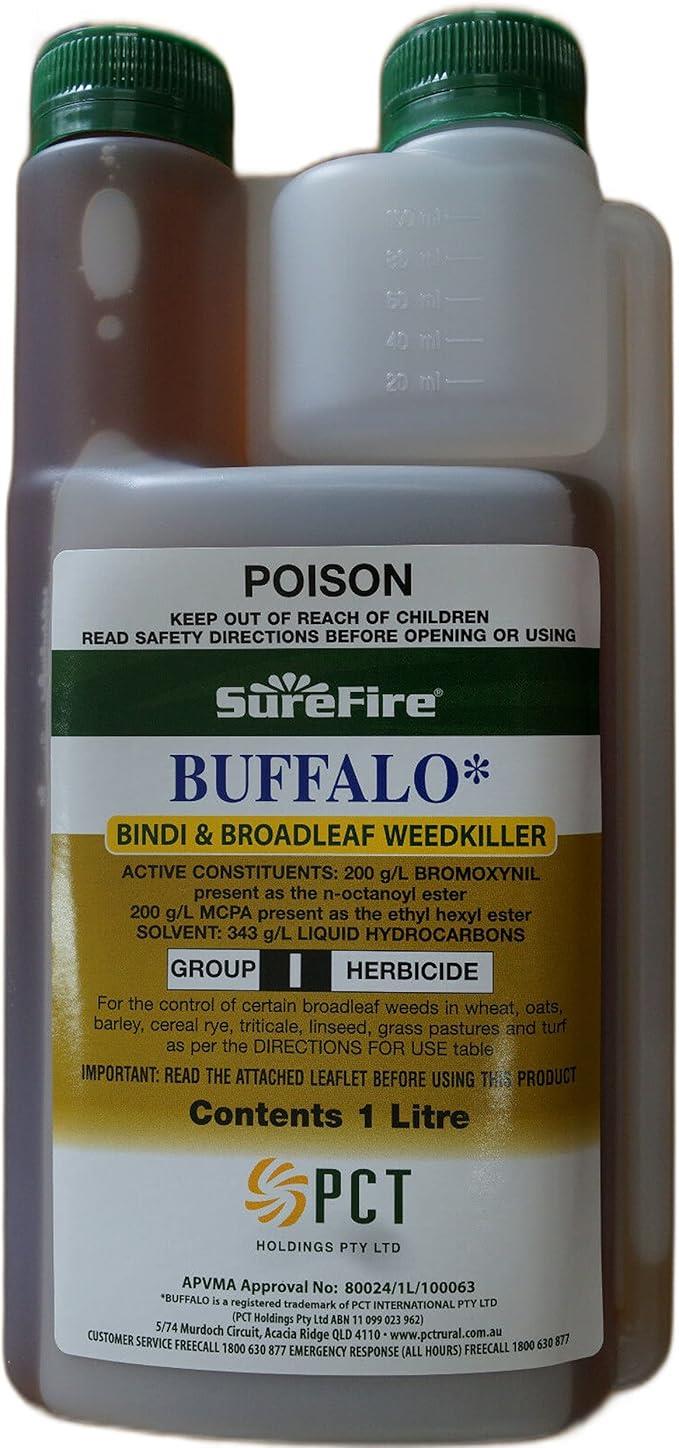 100 ml
80 ml
60 ml
40 ml
20 ml
POISON
KEEP OUT OF REACH OF CHILDREN
READ SAFETY DIRECTIONS BEFORE OPENING OR USING
SureFire®
BUFFALO*
BINDI & BROADLEAF WEEDKILLER
ACTIVE CONSTITUENTS: 200 g/L BROMOXYNIL
present as the n-octanoyl ester
200 g/L MCPA present as the ethyl hexyl ester
SOLVENT: 343 g/L LIQUID HYDROCARBONS
GROUP I HERBICIDE
For the control of certain broadleaf weeds in wheat, oats,
barley, cereal rye, triticale, linseed, grass pastures and turf
as per the DIRECTIONS FOR USE table
IMPORTANT: READ THE ATTACHED LEAFLET BEFORE USING THIS PRODUCT
Contents 1 Litre
PCT
HOLDINGS PTY LTD
APVMA Approval No: 80024/1L/100063
*BUFFALO is a registered trademark of PCT INTERNATIONAL PTY LTD
(PCT Holdings Pty Ltd ABN 11 099 023 962)
5/74 Murdoch Circuit, Acacia Ridge QLD 4110 • www.pctrural.com.au
CUSTOMER SERVICE FREECALL 1800 630 877 EMERGENCY RESPONSE (ALL HOURS) FREECALL 1800 630 877